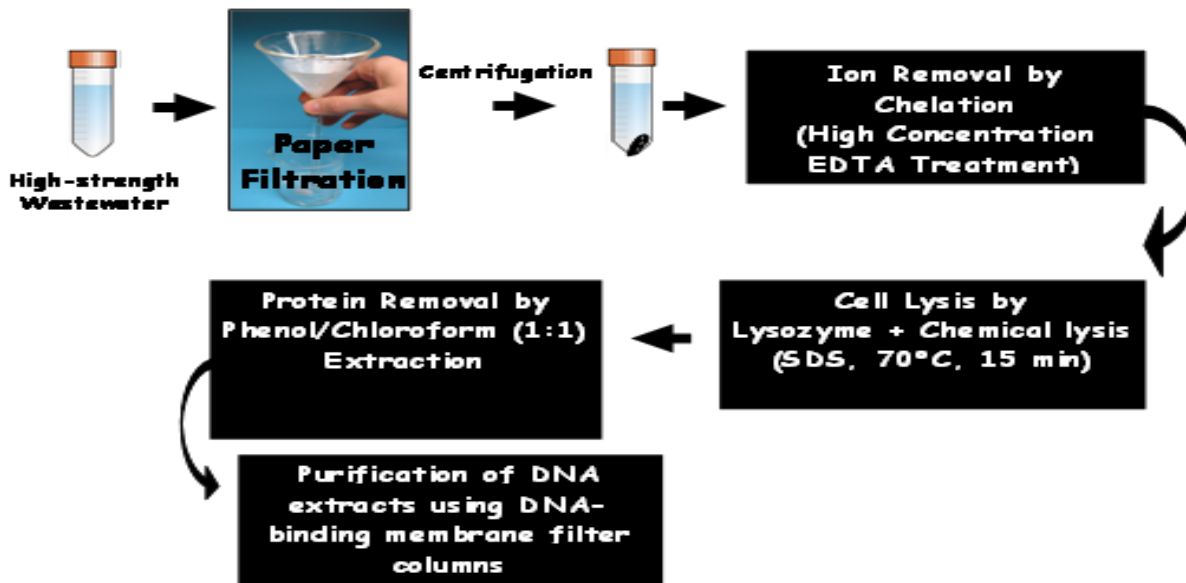 High-strength
Wastewater
Paper
Filtration
Centrifugation
Ion Removal by
Chelation
(High Concentration
EDTA Treatment)
Cell Lysis by
Lysozyme + Chemical lysis
(SDS, 70°C, 15 min)
Protein Removal by
Phenol/Chloroform (1:1)
Extraction
Purification of DNA
extracts using DNA-
binding membrane filter
columns